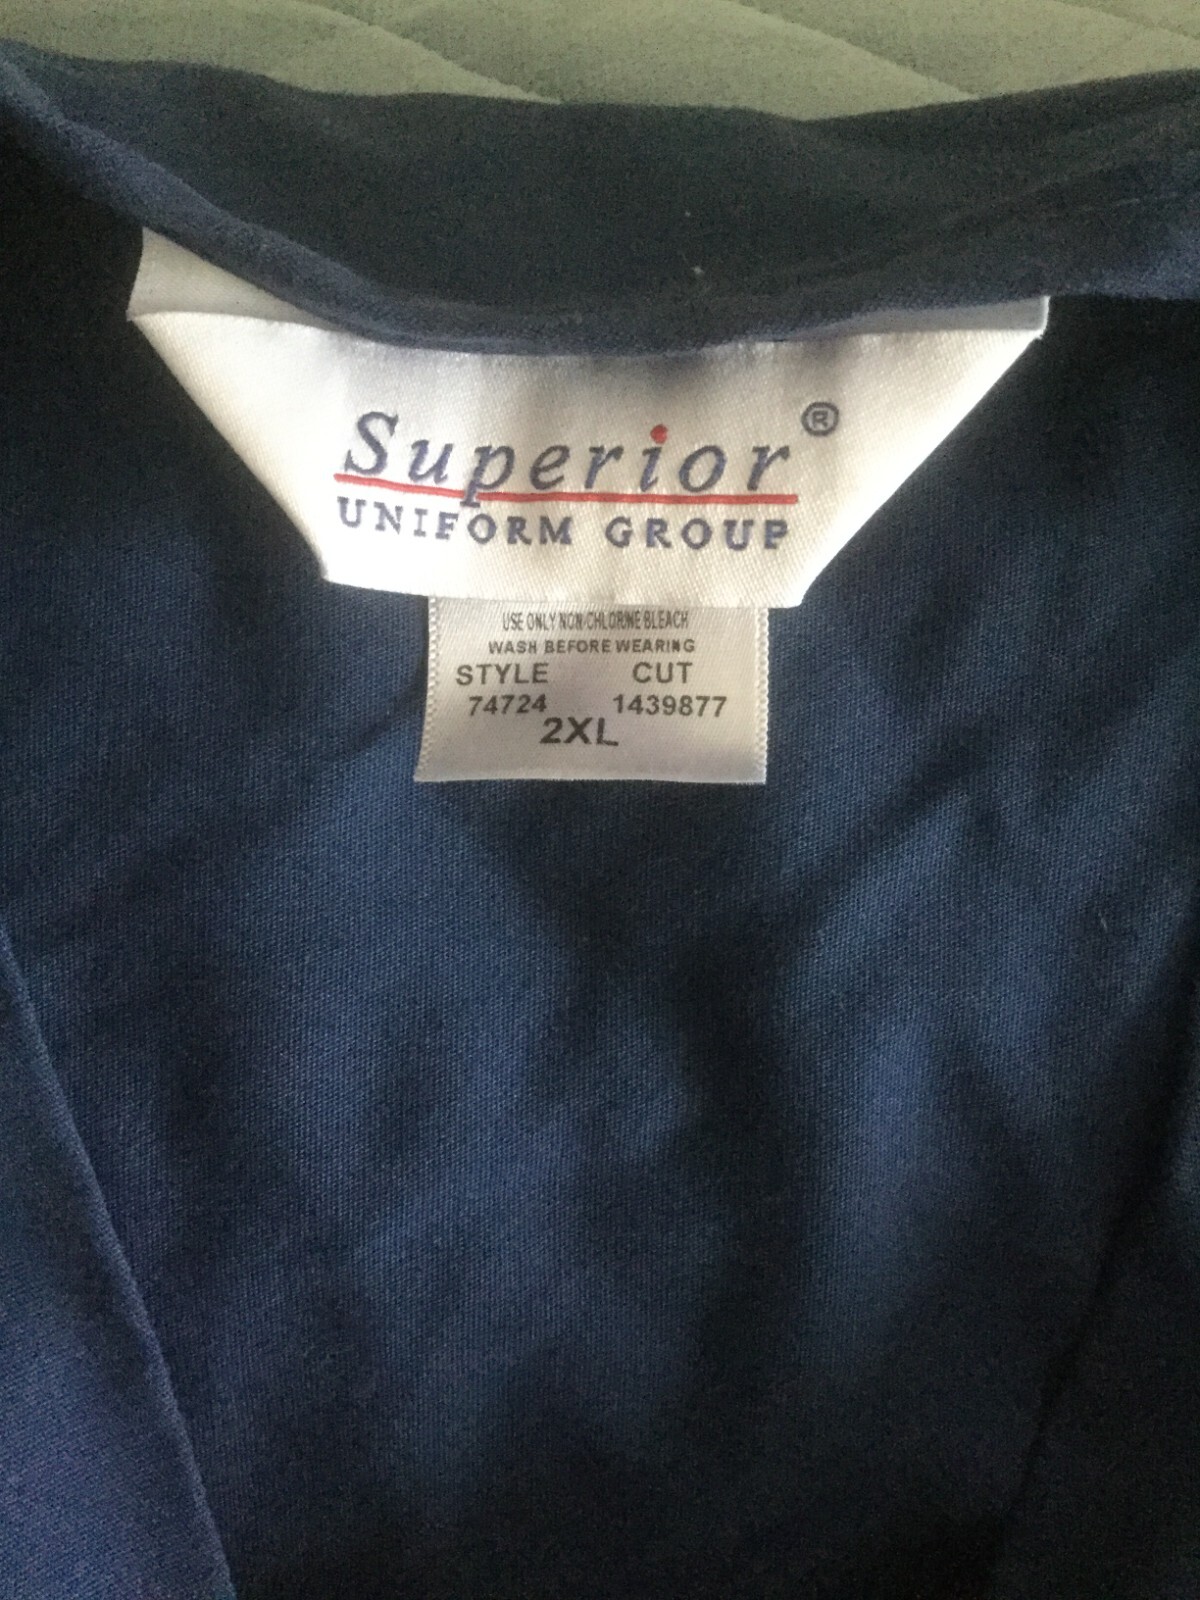 Superior®
UNIFORM GROUP
USE ONLY NON-CHLORINE BLEACH
WASH BEFORE WEARING
STYLE CUT
74724 1439877
2XL